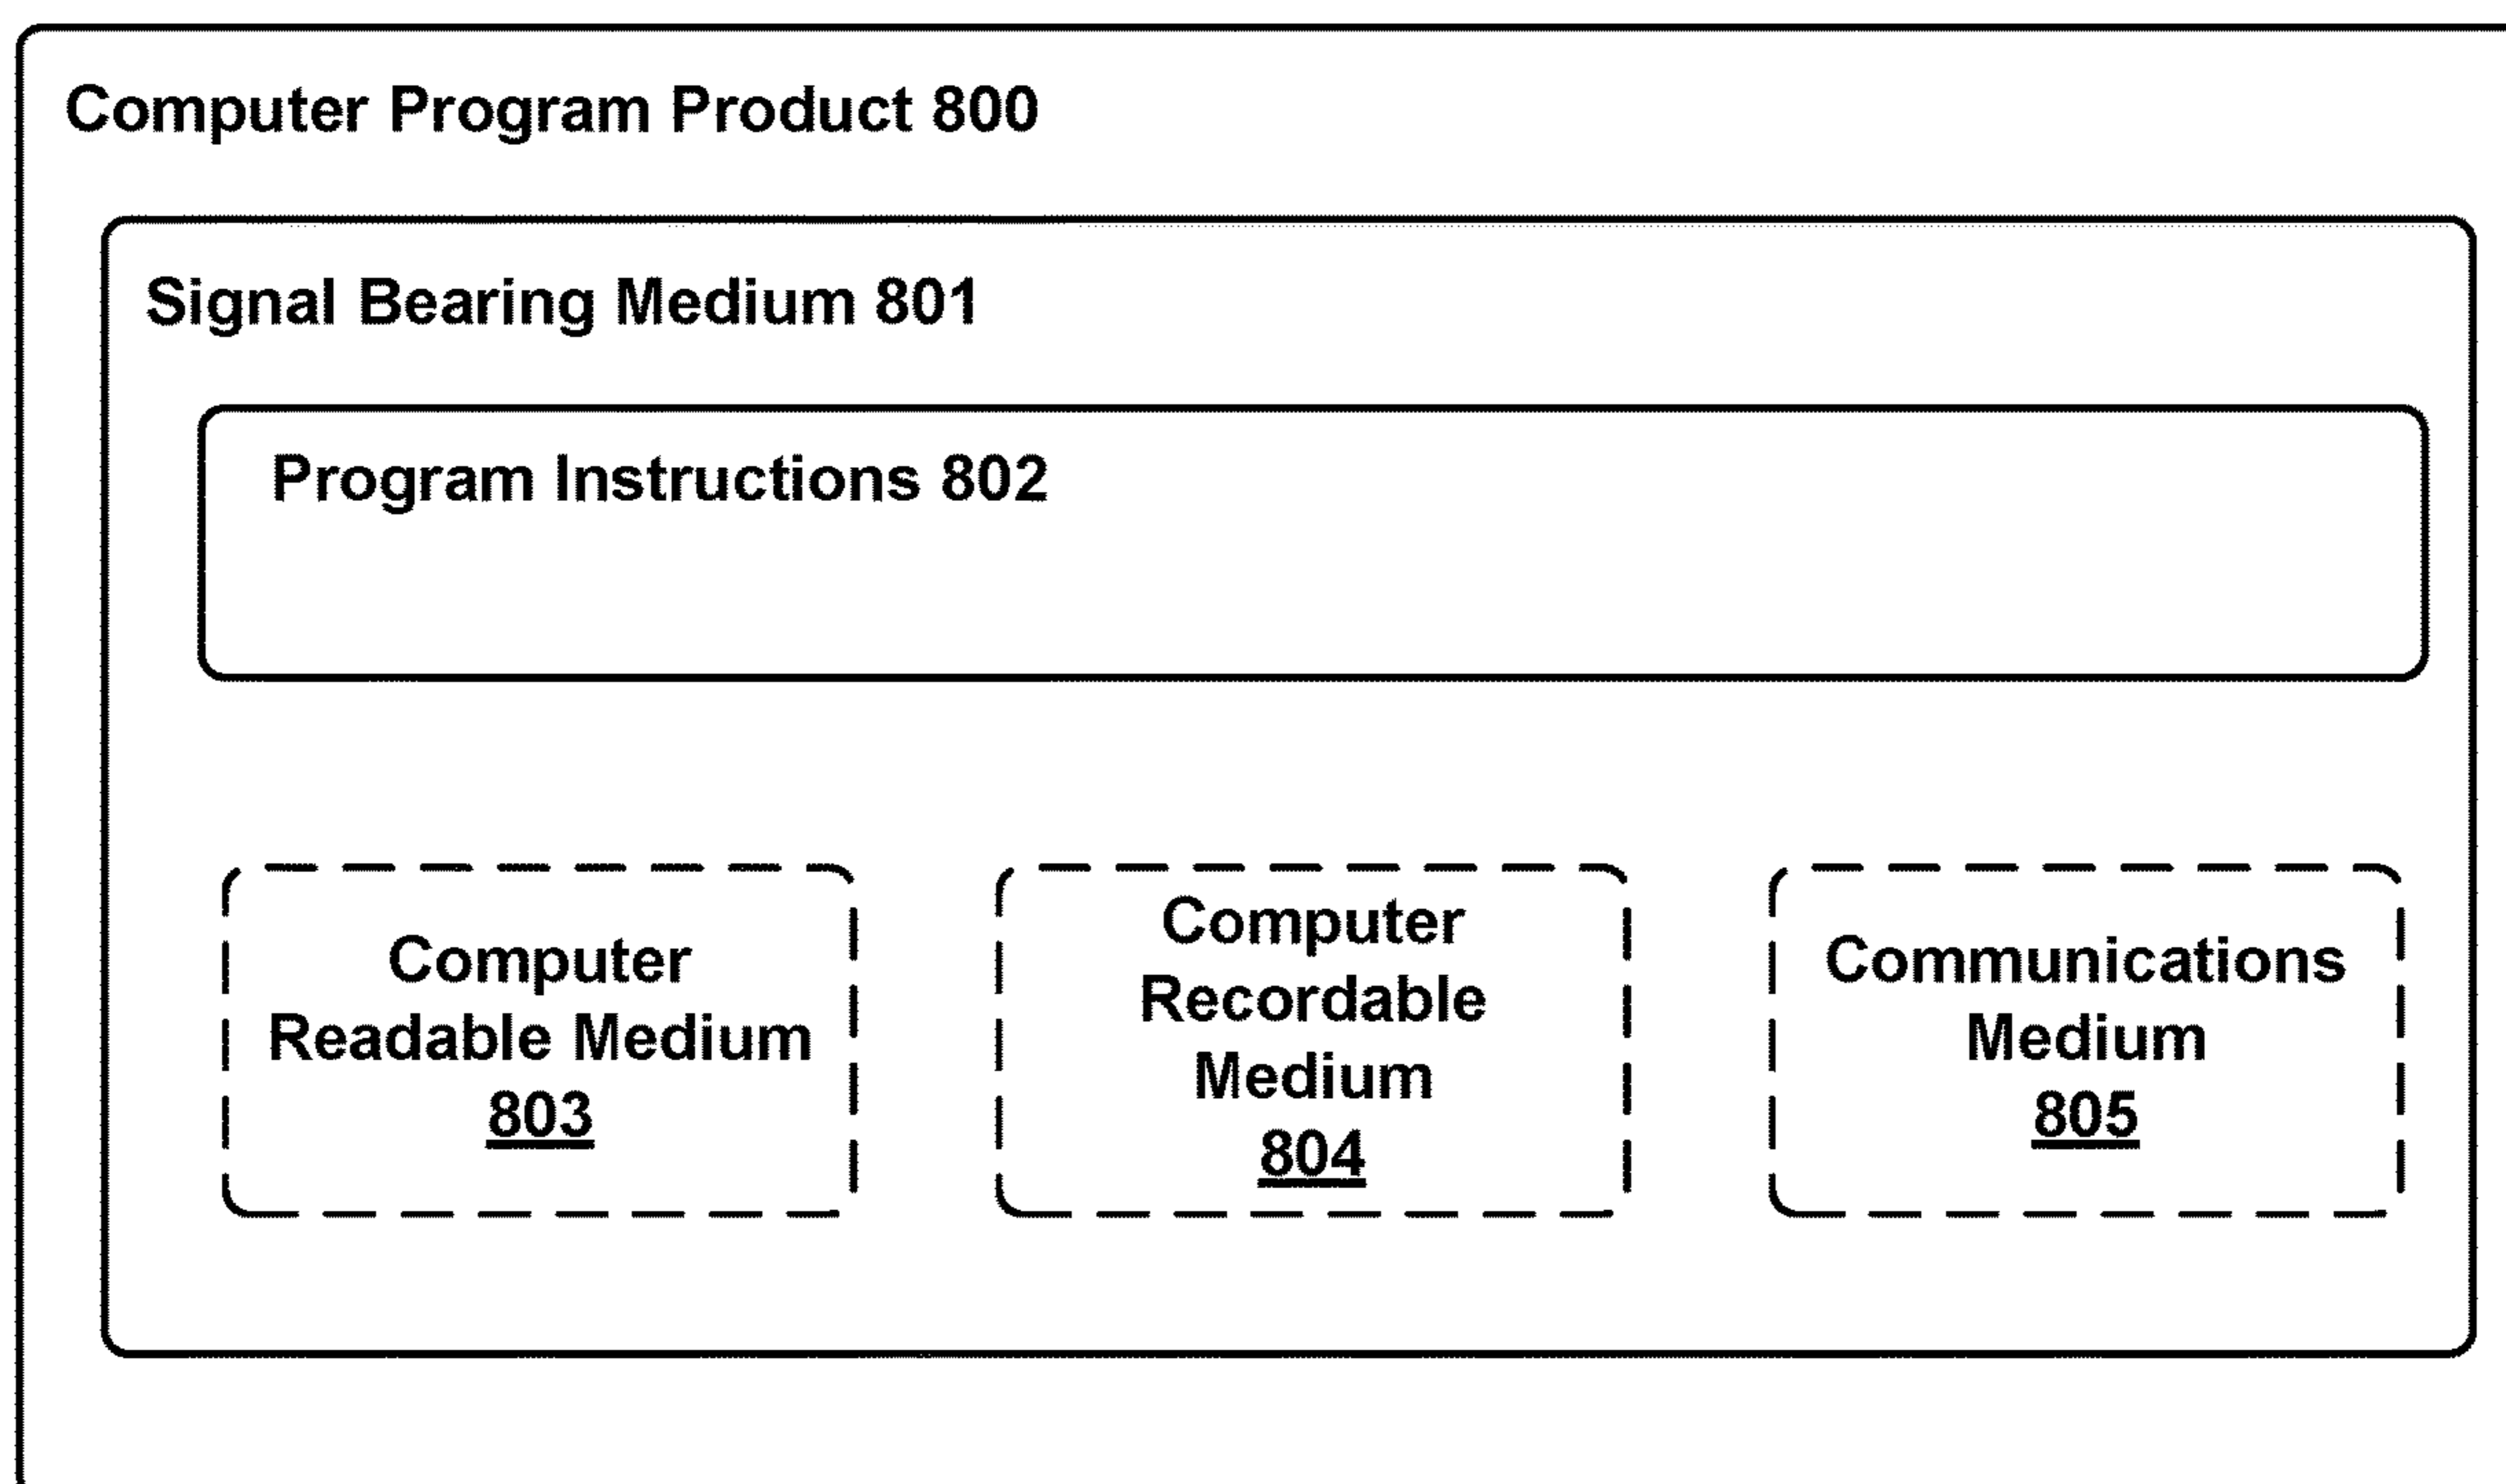 Computer Program Product 800
Signal Bearing Medium 801
Program Instructions 802
Computer
Readable Medium
803
Computer
Recordable
Medium
804
Communications
Medium
805